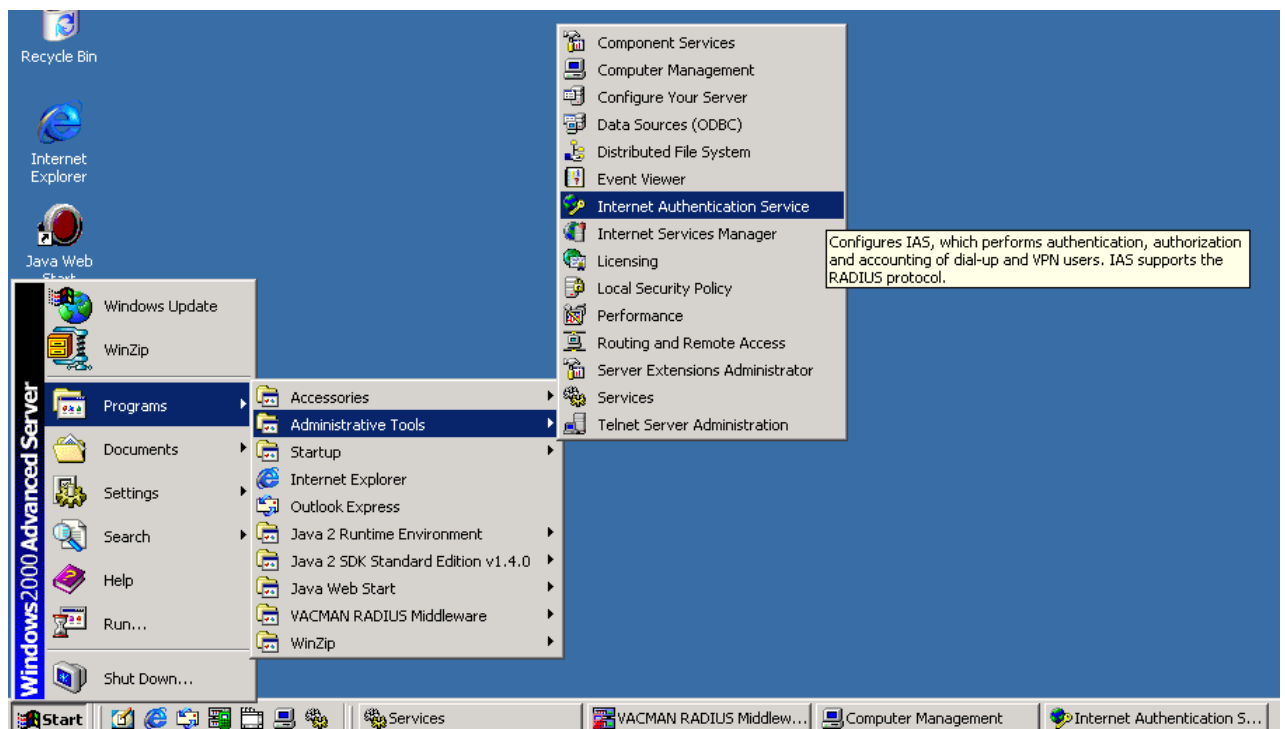 Recycle Bin
Internet
Explorer
Java Web
Start
Windows2000 Advanced Server
Windows Update
WinZip
Programs
Documents
Settings
Search
Help
Run...
Shut Down...
Accessories
Administrative Tools
Startup
Internet Explorer
Outlook Express
Java 2 Runtime Environment
Java 2 SDK Standard Edition v1.4.0
Java Web Start
VACMAN RADIUS Middleware
WinZip
Component Services
Computer Management
Configure Your Server
Data Sources (ODBC)
Distributed File System
Event Viewer
Internet Authentication Service
Internet Services Manager
Licensing
Local Security Policy
Performance
Routing and Remote Access
Server Extensions Administrator
Services
Telnet Server Administration
Configures IAS, which performs authentication, authorization
and accounting of dial-up and VPN users. IAS supports the
RADIUS protocol.
Start
Services
VACMAN RADIUS Middlew...
Computer Management
Internet Authentication S...